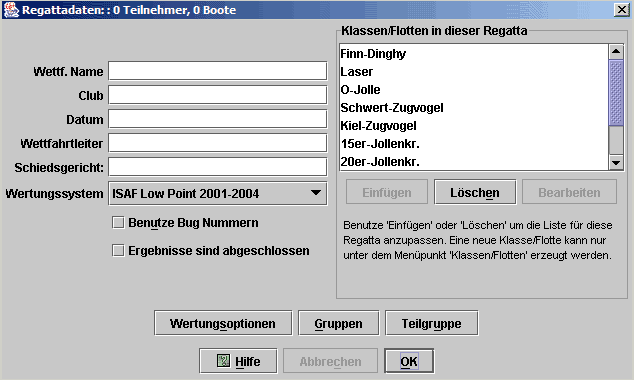 Regattadaten: : 0 Teilnehmer, 0 Boote
Wettf. Name
Club
Datum
Wettfahrtleiter
Schiedsgericht:
Wertungssystem
ISAF Low Point 2001-2004
Benutze Bug Nummern
Ergebnisse sind abgeschlossen
Klassen/Flotten in dieser Regatta
Finn-Dinghy
Laser
O-Jolle
Schwert-Zugvogel
Kiel-Zugvogel
15er-Jollenkr.
20er-Jollenkr.
Einfügen
Löschen
Bearbeiten
Benutze 'Einfügen' oder 'Löschen' um die Liste für diese
Regatta anzupassen. Eine neue Klasse/Flotte kann nur
unter dem Menüpunkt 'Klassen/Flotten' erzeugt werden.
Wertungsoptionen
Gruppen
Teilgruppe
Hilfe
Abbrechen
OK